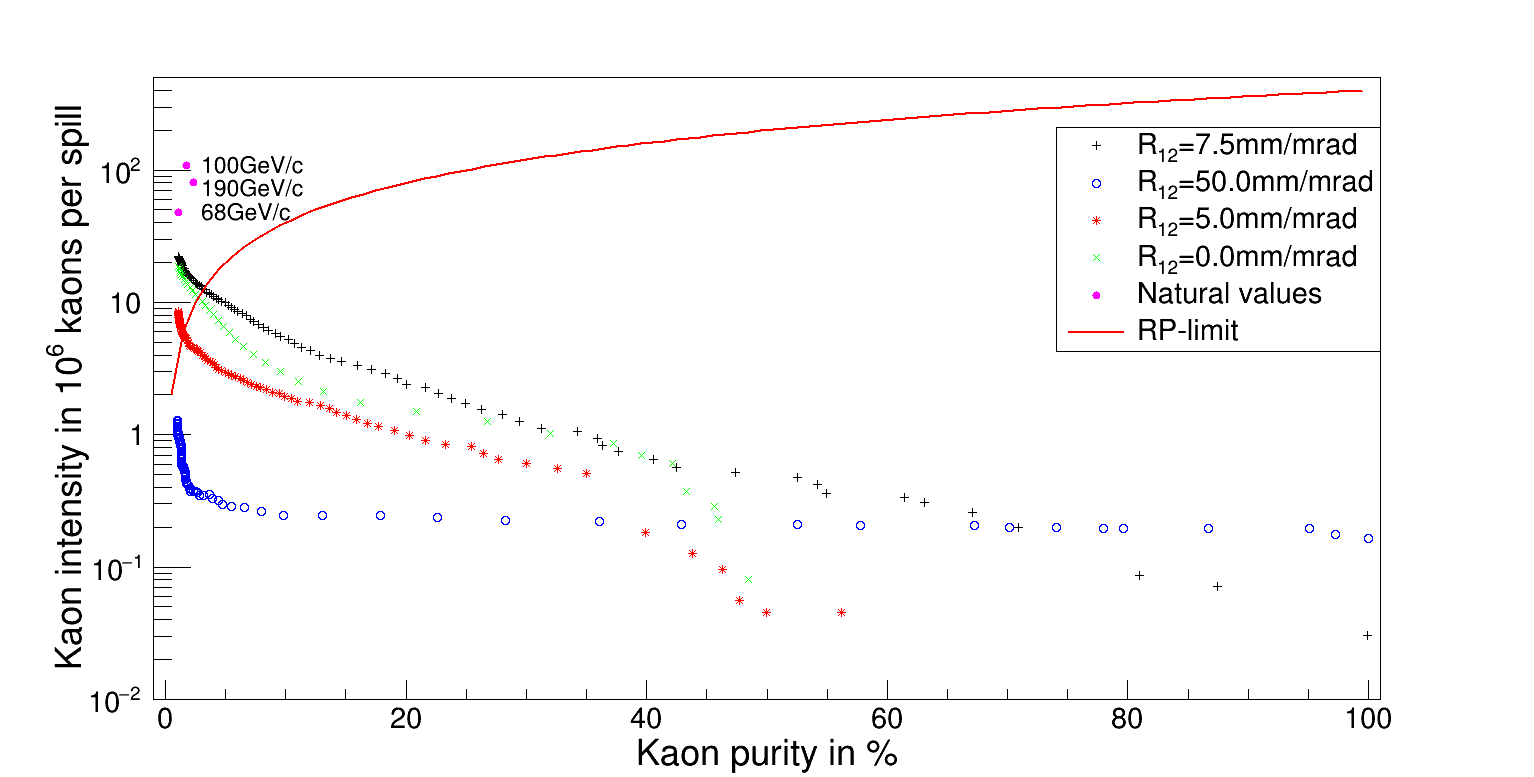 Kaon intensity in 10⁶ kaons per spill
10²
10
1
10⁻¹
10⁻²
100GeV/c
190GeV/c
68GeV/c
R₁₂=7.5mm/mrad
R₁₂=50.0mm/mrad
R₁₂=5.0mm/mrad
R₁₂=0.0mm/mrad
Natural values
RP-limit
0 20 40 60 80 100
Kaon purity in %